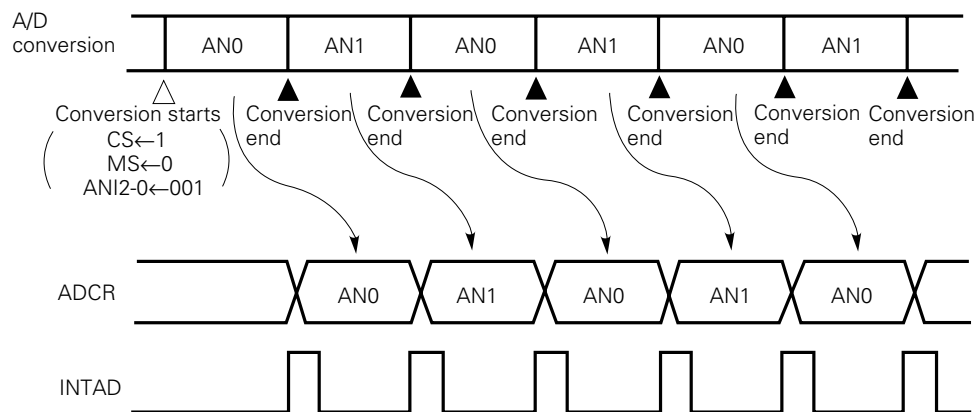 A/D
conversion
AN0 AN1 AN0 AN1 AN0 AN1
Conversion starts
CS←1
MS←0
ANI2-0←001
Conversion
end
Conversion
end
Conversion
end
Conversion
end
Conversion
end
Conversion
end
ADCR
AN0 AN1 AN0 AN1 AN0
INTAD